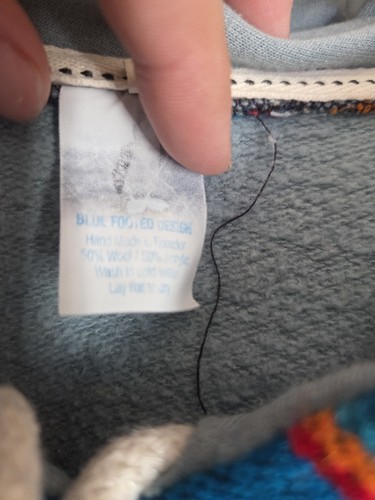 BLUE FOOTED DESIGN
Hand Made in Ecuador
50% Wool / 50% Acrylic
Wash in cold water
Lay flat to dry